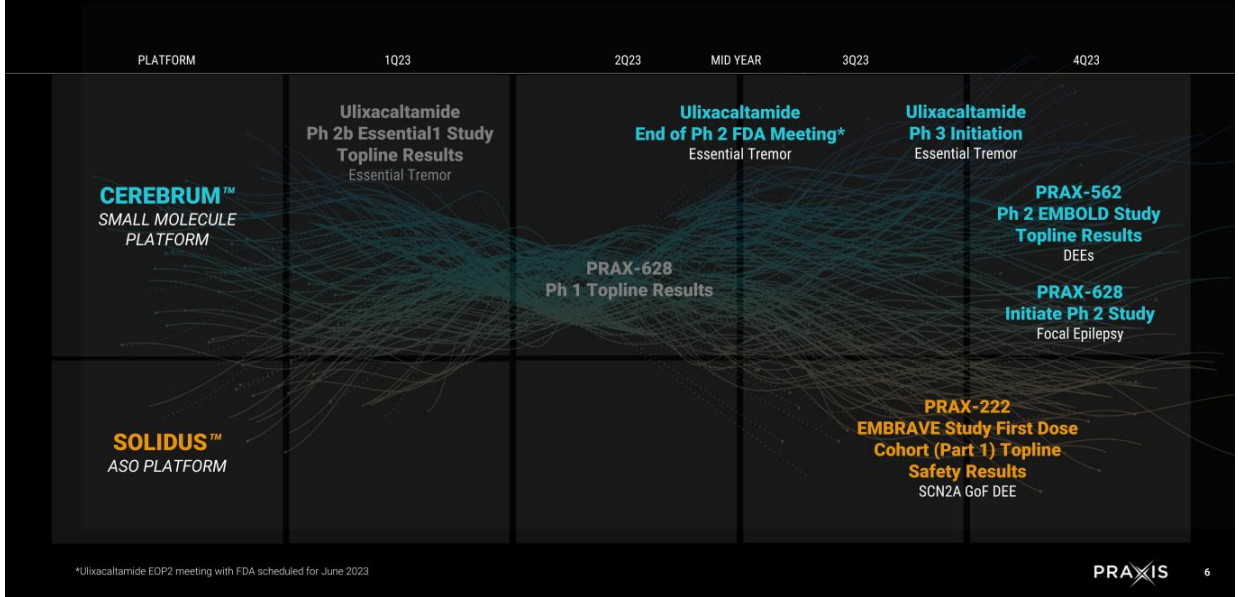 PLATFORM
1Q23
2Q23
MID YEAR
3Q23
4Q23
CEREBRUM™
SMALL MOLECULE
PLATFORM
Ulixacaltamide
Ph 2b Essential1 Study
Topline Results
Essential Tremor
PRAX-628
Ph 1 Topline Results
Ulixacaltamide
End of Ph 2 FDA Meeting*
Essential Tremor
Ulixacaltamide
Ph 3 Initiation
Essential Tremor
PRAX-562
Ph 2 EMBOLD Study
Topline Results
DEEs
PRAX-628
Initiate Ph 2 Study
Focal Epilepsy
SOLIDUS™
ASO PLATFORM
PRAX-222
EMBRAVE Study First Dose
Cohort (Part 1) Topline
Safety Results
SCN2A GoF DEE
*Ulixacaltamide EOP2 meeting with FDA scheduled for June 2023
PRAXIS
6